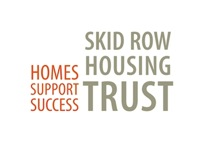 SKID ROW
HOUSING
TRUST
HOMES
SUPPORT
SUCCESS